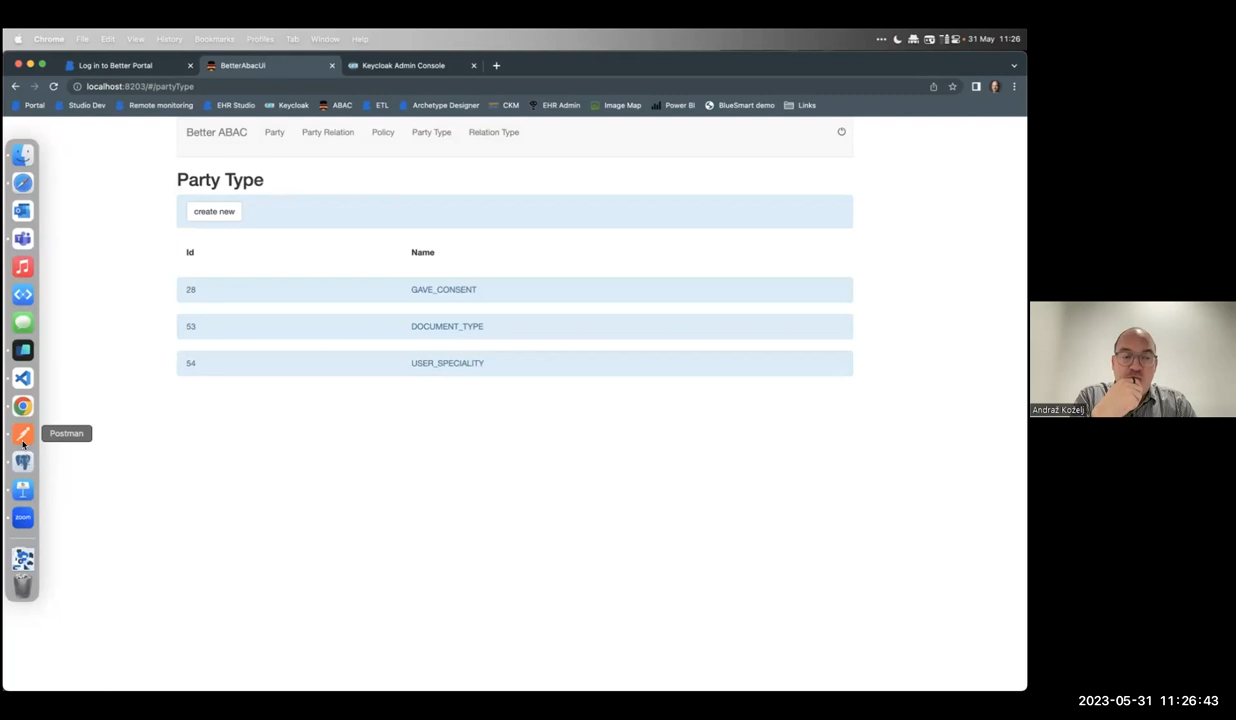 Chrome File Edit View History Bookmarks Profiles Tab Window Help
31 May 11:26
Log in to Better Portal
BetterAbacUi
Keycloak Admin Console
localhost:8203/#/partyType
Portal Studio Dev Remote monitoring EHR Studio Keycloak ABAC ETL Archetype Designer CKM EHR Admin Image Map Power BI BlueSmart demo Links
Better ABAC Party Party Relation Policy Party Type Relation Type
Party Type
create new
Id Name
28 GAVE_CONSENT
53 DOCUMENT_TYPE
54 USER_SPECIALITY
Postman
zoom
Andraž Koželj
2023-05-31 11:26:43